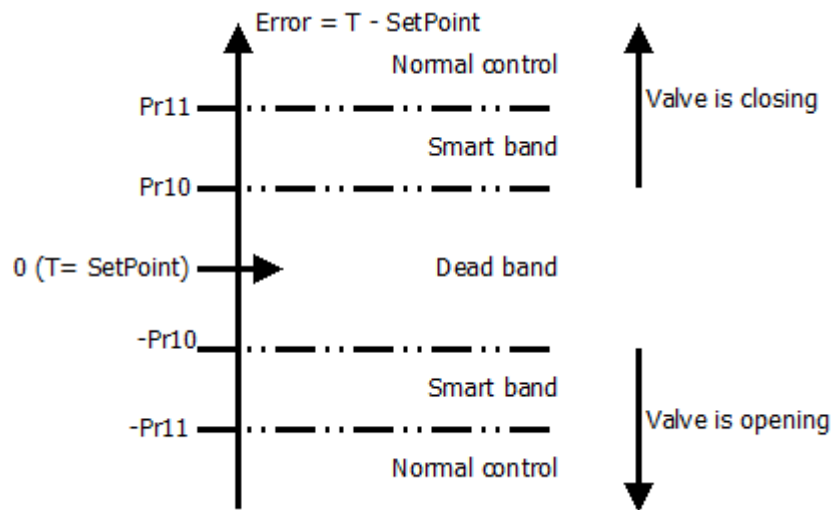 Error = T - SetPoint
Normal control
Pr11
Valve is closing
Smart band
Pr10
0 (T= SetPoint)
Dead band
-Pr10
Smart band
-Pr11
Valve is opening
Normal control